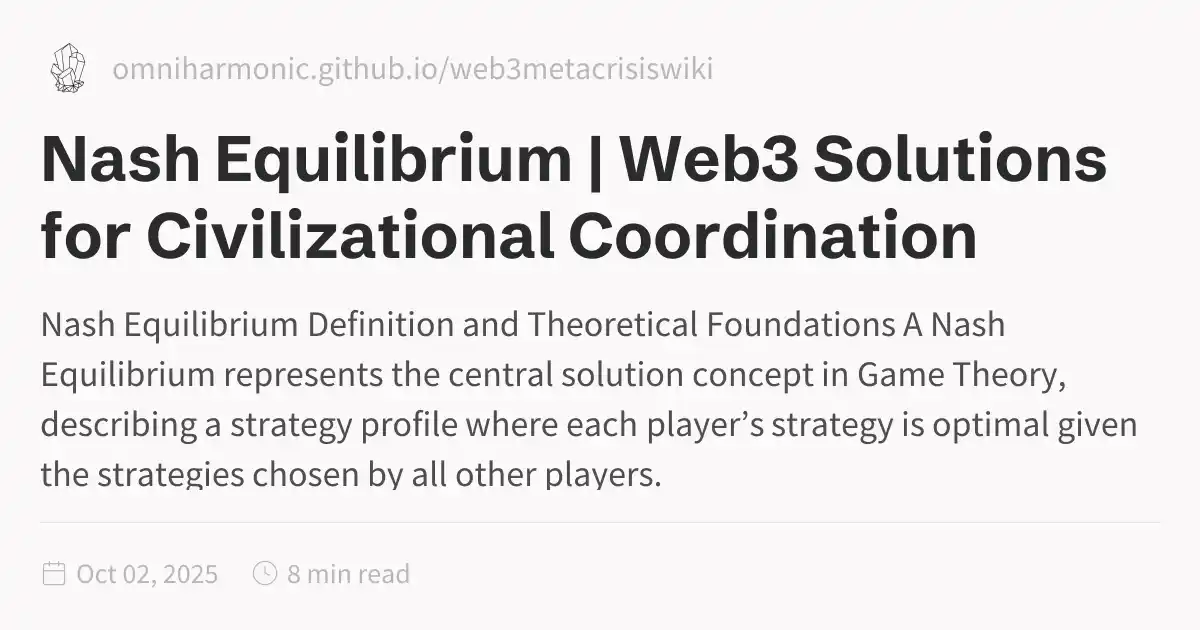 omniharmonic.github.io/web3metacrisiswiki
Nash Equilibrium | Web3 Solutions
for Civilizational Coordination
Nash Equilibrium Definition and Theoretical Foundations A Nash
Equilibrium represents the central solution concept in Game Theory,
describing a strategy profile where each player’s strategy is optimal given
the strategies chosen by all other players.
Oct 02, 2025 8 min read